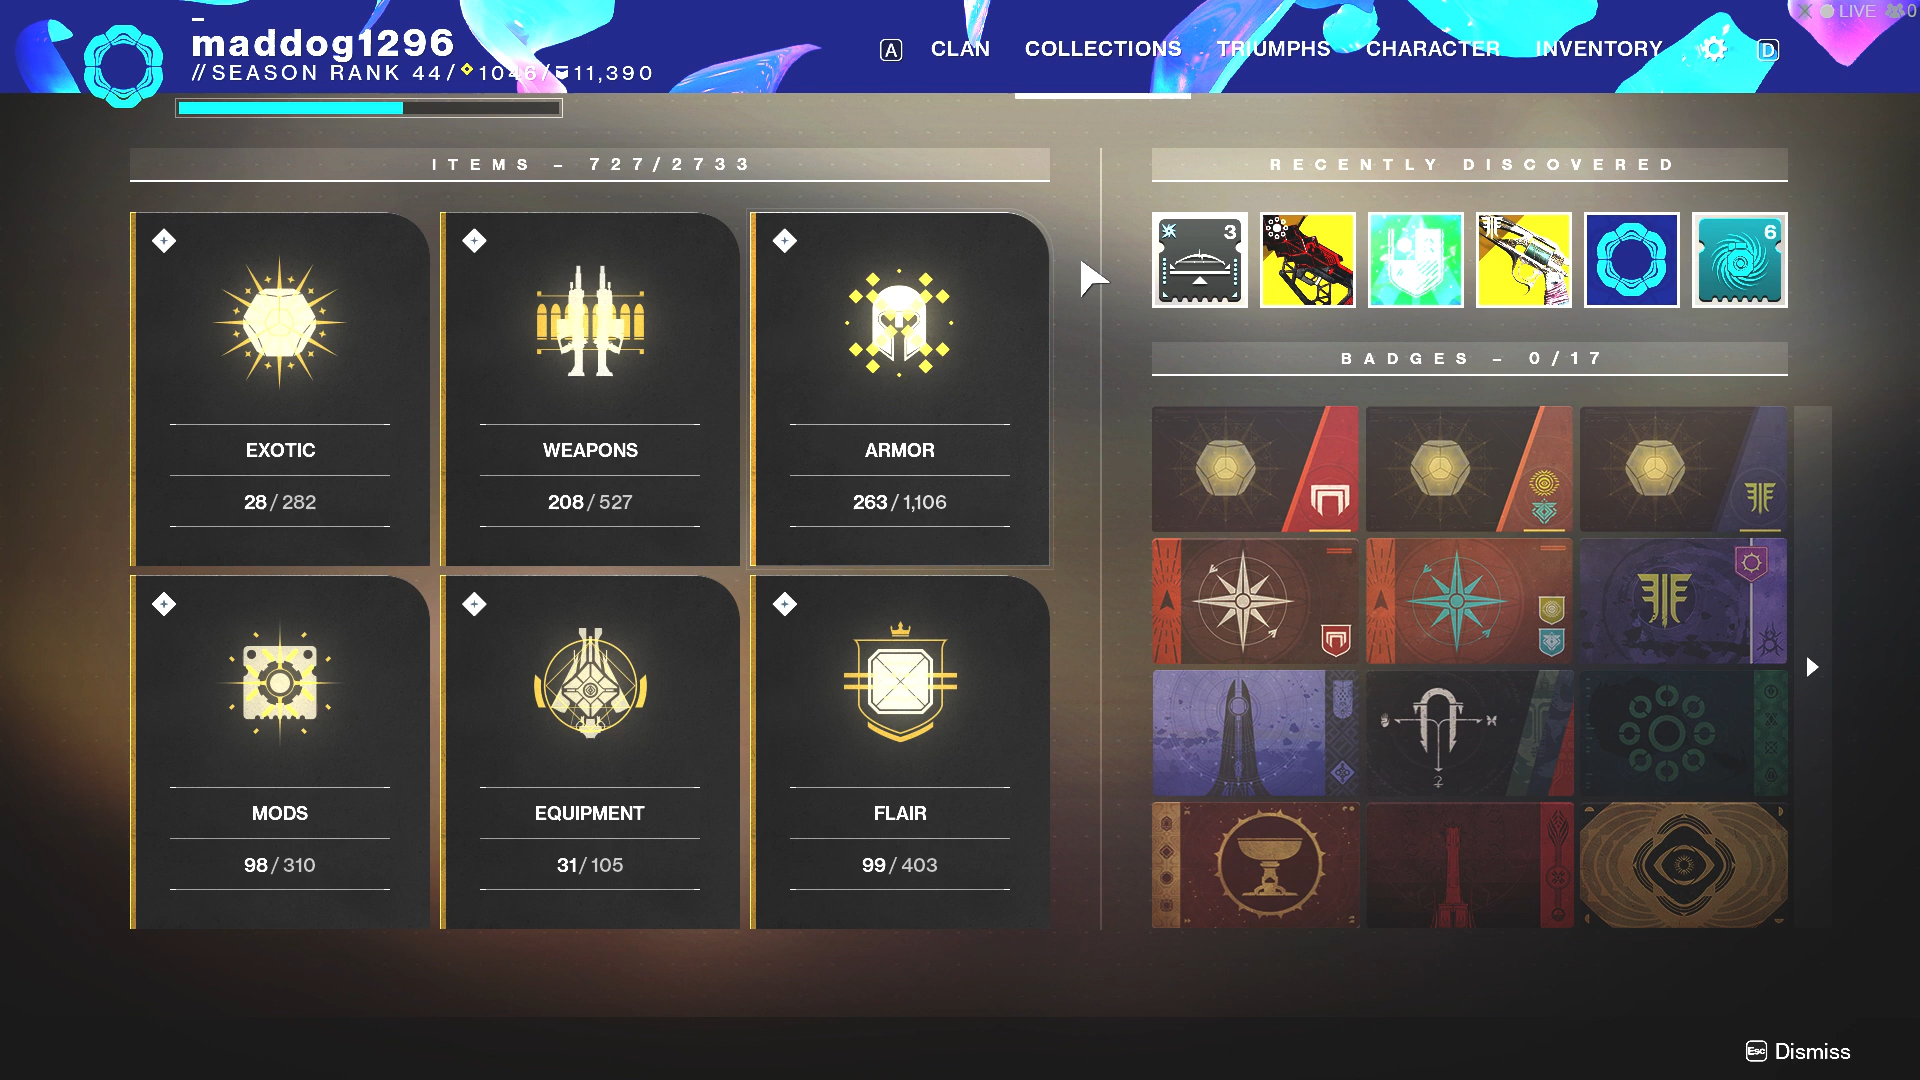 LIVE 0
maddog1296
//SEASON RANK 44/1046/11,390
A CLAN COLLECTIONS TRIUMPHS CHARACTER INVENTORY D
ITEMS - 727/2733
EXOTIC
28/282
WEAPONS
208/527
ARMOR
263/1,106
MODS
98/310
EQUIPMENT
31/105
FLAIR
99/403
RECENTLY DISCOVERED
3
6
BADGES - 0/17
Esc Dismiss